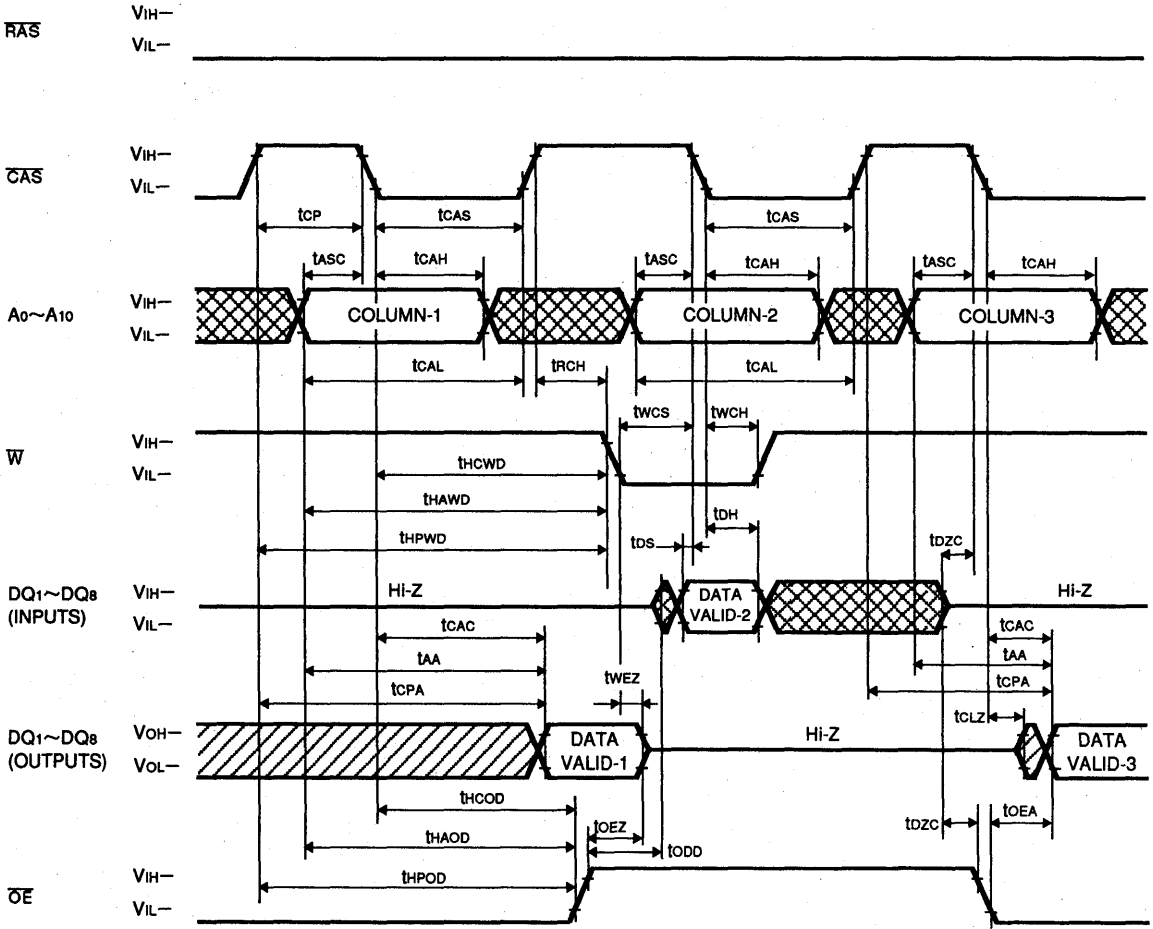 RAS
VIH
VIL
CAS
VIH
VIL
tCP
tCAS
tCAS
tASC
tCAH
tASC
tCAH
tASC
tCAH
A0~A10
VIH
VIL
COLUMN-1
COLUMN-2
COLUMN-3
tCAL
tRCH
tCAL
tWCS
tWCH
W
VIH
VIL
tHCWD
tHAWD
tHPWD
tDH
tDS
tDZC
DQ1~DQ8
(INPUTS)
VIH
VIL
Hi-Z
DATA
VALID-2
Hi-Z
tCAC
tAA
tCPA
tWEZ
tCAC
tAA
tCPA
tCLZ
DQ1~DQ8
(OUTPUTS)
VOH
VOL
DATA
VALID-1
Hi-Z
DATA
VALID-3
tHCOD
tHAOD
tHPOD
tOEZ
tODD
tDZC
tOEA
OE
VIH
VIL